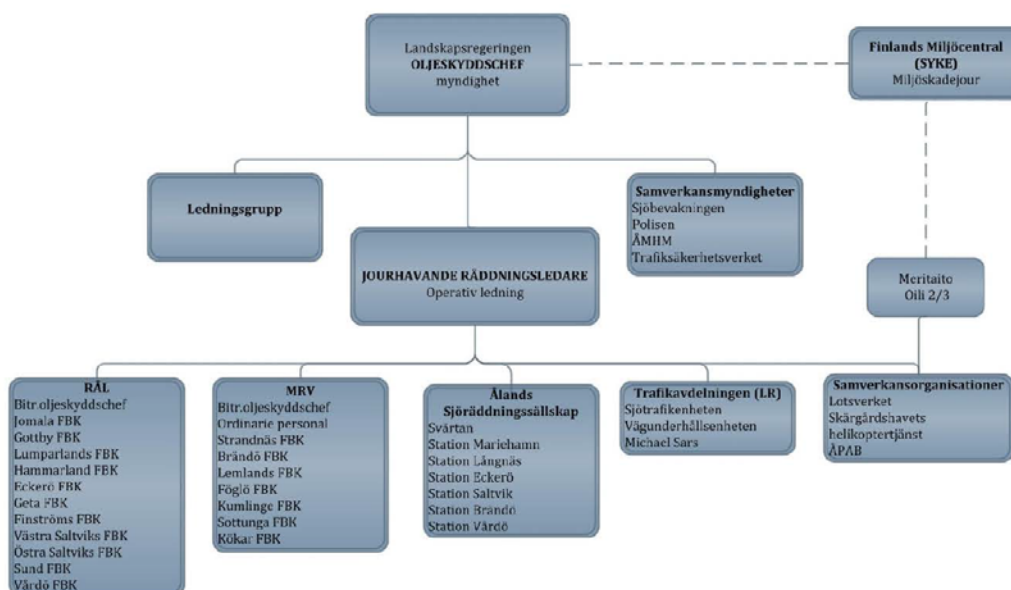 Landskapsregeringen
OLJESKYDDSCHEF
myndighet
Finlands Miljöcentral
(SYKE)
Miljöskadejour
Ledningsgrupp
Samverkansmyndigheter
Sjöbevakningen
Polisen
ÅMHM
Trafiksäkerhetsverket
JOURHAVANDE RÄDDNINGSLEDARE
Operativ ledning
Meritaito
Oili 2/3
RÅL
Bitr.oljeskyddschef
Jomala FBK
Gottby FBK
Lumparlands FBK
Hammarland FBK
Eckerö FBK
Geta FBK
Finströms FBK
Västra Saltviks FBK
Östra Saltviks FBK
Sund FBK
Vårdö FBK
MRV
Bitr.oljeskyddschef
Ordinarie personal
Strandnäs FBK
Brändö FBK
Lemlands FBK
Föglö FBK
Kumlinge FBK
Sottunga FBK
Kökar FBK
Ålands
Sjöräddningssällskap
Svärtan
Station Mariehamn
Station Långnäs
Station Eckerö
Station Saltvik
Station Brändö
Station Vårdö
Trafikavdelningen (LR)
Sjötrafikenheten
Vägunderhållsenheten
Michael Sars
Samverkansorganisationer
Lotsverket
Skärgårdshavets
helikoptertjänst
ÅPAB